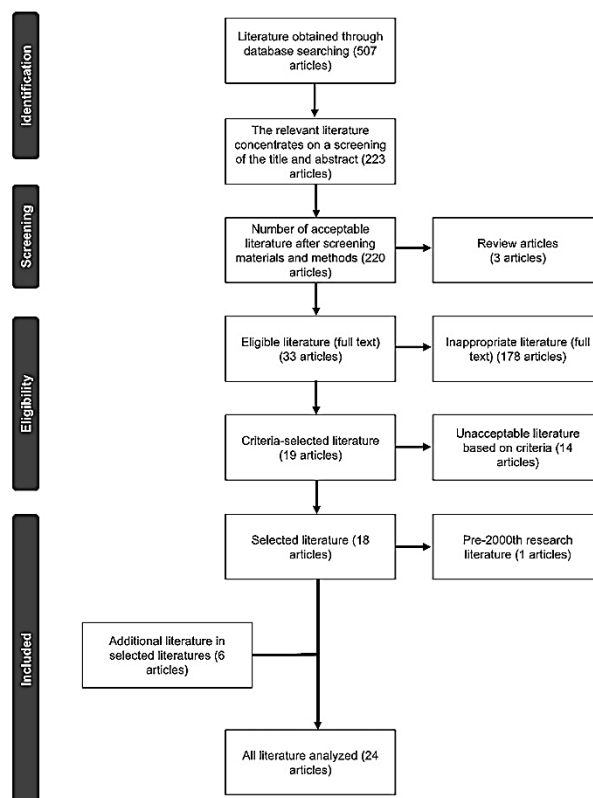 Identification
Literature obtained through
database searching (507
articles)
The relevant literature
concentrates on a screening
of the title and abstract (223
articles)
Screening
Number of acceptable
literature after screening
materials and methods (220
articles)
Review articles
(3 articles)
Eligibility
Eligible literature (full text)
(33 articles)
Inappropriate literature (full
text) (178 articles)
Criteria-selected literature
(19 articles)
Unacceptable literature
based on criteria (14
articles)
Included
Selected literature (18
articles)
Pre-2000th research
literature (1 articles)
Additional literature in
selected literatures (6
articles)
All literature analyzed (24
articles)